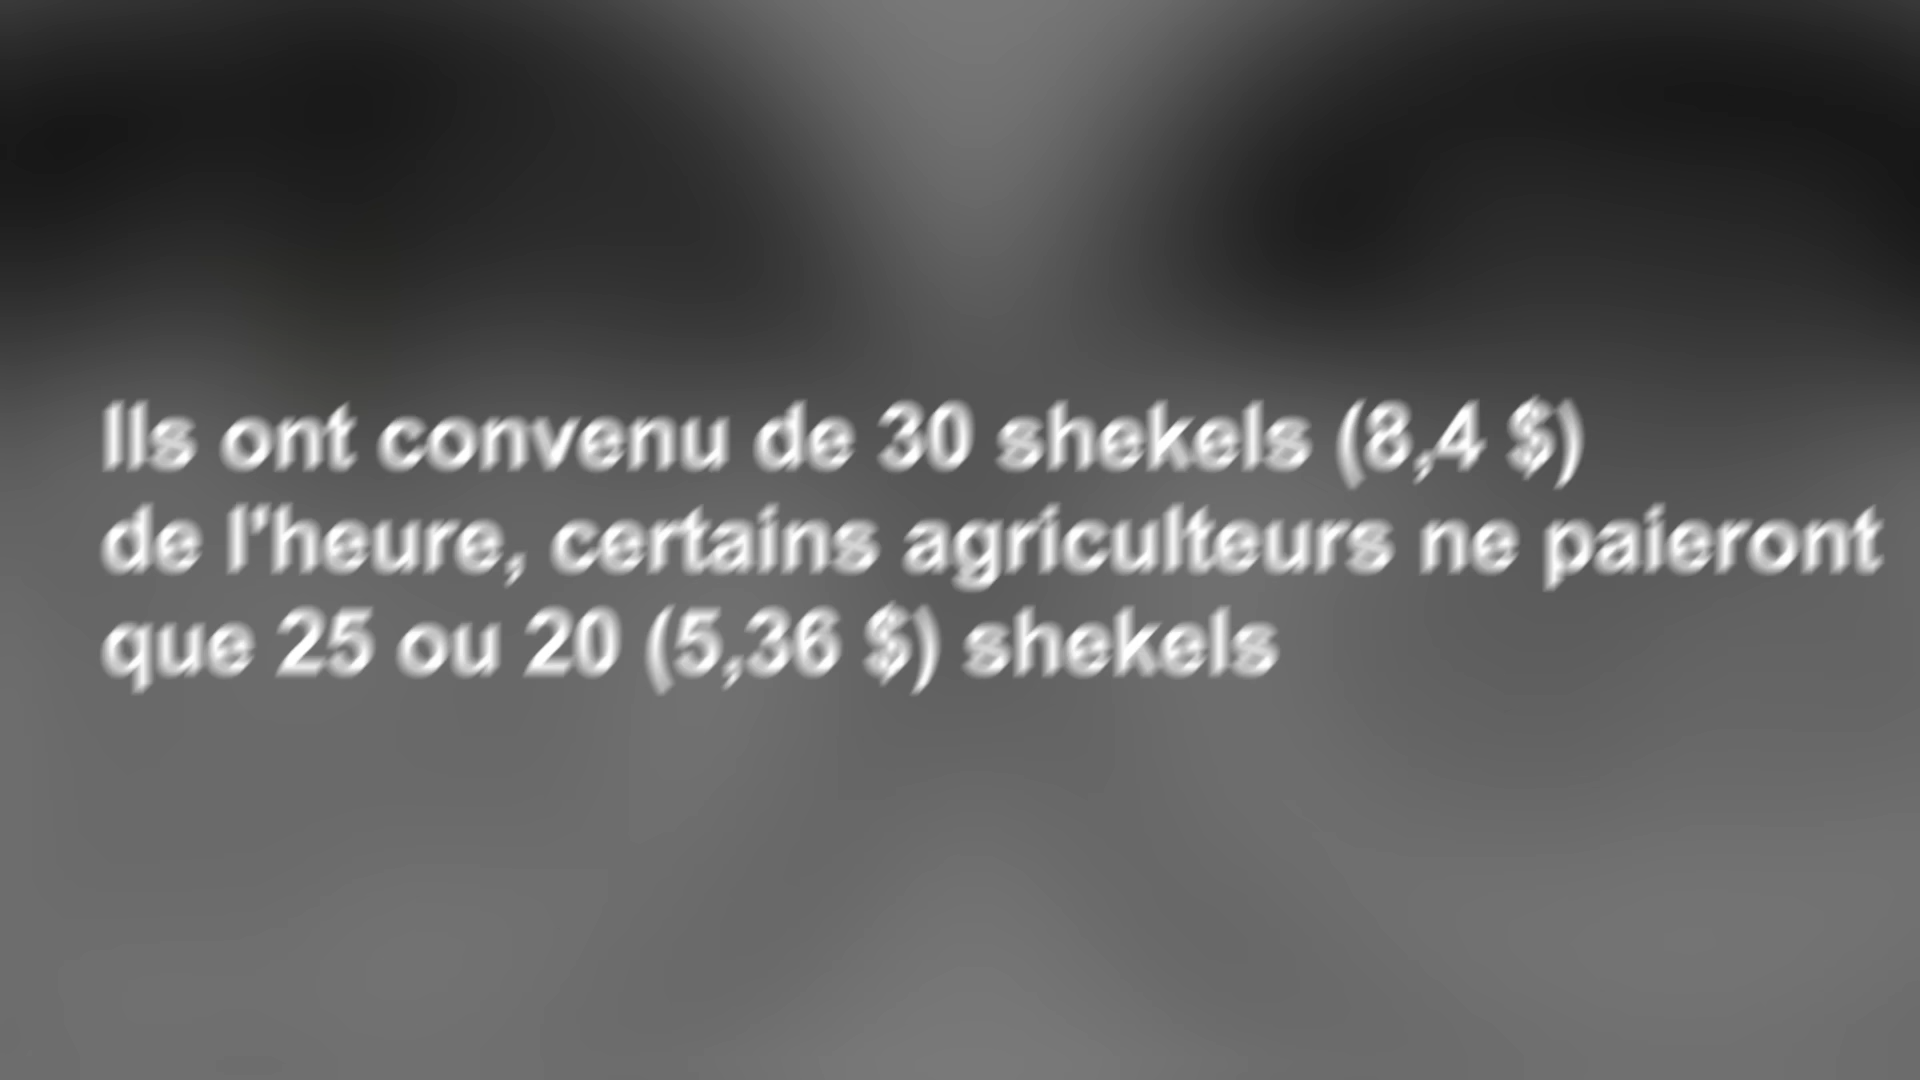 Ils ont convenu de 30 shekels (8,4 $)
de l'heure, certains agriculteurs ne paieront
que 25 ou 20 (5,36 $) shekels